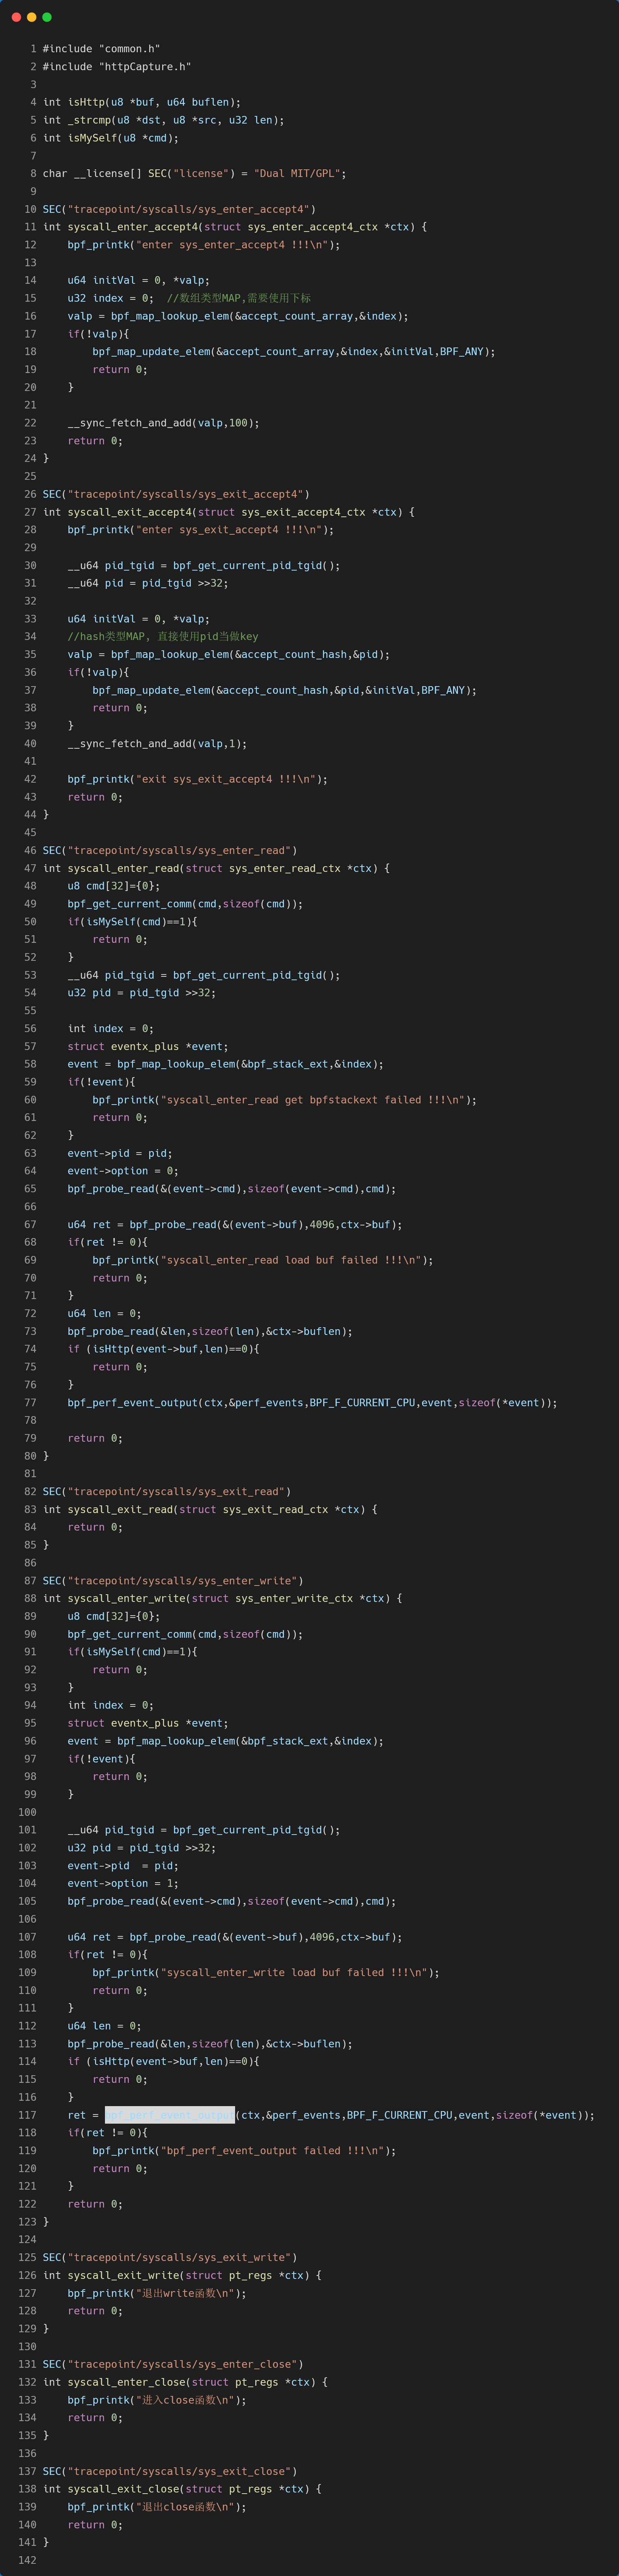 1 #include "common.h"
2 #include "httpCapture.h"
3
4 int isHttp(u8 *buf, u64 buflen);
5 int _strcmp(u8 *dst, u8 *src, u32 len);
6 int isMySelf(u8 *cmd);
7
8 char __license[] SEC("license") = "Dual MIT/GPL";
9
10 SEC("tracepoint/syscalls/sys_enter_accept4")
11 int syscall_enter_accept4(struct sys_enter_accept4_ctx *ctx) {
12     bpf_printk("enter sys_enter_accept4 !!!\n");
13
14     u64 initVal = 0, *valp;
15     u32 index = 0;  //数组类型MAP,需要使用下标
16     valp = bpf_map_lookup_elem(&accept_count_array,&index);
17     if(!valp){
18         bpf_map_update_elem(&accept_count_array,&index,&initVal,BPF_ANY);
19         return 0;
20     }
21
22     __sync_fetch_and_add(valp,100);
23     return 0;
24 }
25
26 SEC("tracepoint/syscalls/sys_exit_accept4")
27 int syscall_exit_accept4(struct sys_exit_accept4_ctx *ctx) {
28     bpf_printk("enter sys_exit_accept4 !!!\n");
29
30     __u64 pid_tgid = bpf_get_current_pid_tgid();
31     __u64 pid = pid_tgid >>32;
32
33     u64 initVal = 0, *valp;
34     //hash类型MAP, 直接使用pid当做key
35     valp = bpf_map_lookup_elem(&accept_count_hash,&pid);
36     if(!valp){
37         bpf_map_update_elem(&accept_count_hash,&pid,&initVal,BPF_ANY);
38         return 0;
39     }
40     __sync_fetch_and_add(valp,1);
41
42     bpf_printk("exit sys_exit_accept4 !!!\n");
43     return 0;
44 }
45
46 SEC("tracepoint/syscalls/sys_enter_read")
47 int syscall_enter_read(struct sys_enter_read_ctx *ctx) {
48     u8 cmd[32]={0};
49     bpf_get_current_comm(cmd,sizeof(cmd));
50     if(isMySelf(cmd)==1){
51         return 0;
52     }
53     __u64 pid_tgid = bpf_get_current_pid_tgid();
54     u32 pid = pid_tgid >>32;
55
56     int index = 0;
57     struct eventx_plus *event;
58     event = bpf_map_lookup_elem(&bpf_stack_ext,&index);
59     if(!event){
60         bpf_printk("syscall_enter_read get bpfstackext failed !!!\n");
61         return 0;
62     }
63     event->pid = pid;
64     event->option = 0;
65     bpf_probe_read(&(event->cmd),sizeof(event->cmd),cmd);
66
67     u64 ret = bpf_probe_read(&(event->buf),4096,ctx->buf);
68     if(ret != 0){
69         bpf_printk("syscall_enter_read load buf failed !!!\n");
70         return 0;
71     }
72     u64 len = 0;
73     bpf_probe_read(&len,sizeof(len),&ctx->buflen);
74     if (isHttp(event->buf,len)==0){
75         return 0;
76     }
77     bpf_perf_event_output(ctx,&perf_events,BPF_F_CURRENT_CPU,event,sizeof(*event));
78
79     return 0;
80 }
81
82 SEC("tracepoint/syscalls/sys_exit_read")
83 int syscall_exit_read(struct sys_exit_read_ctx *ctx) {
84     return 0;
85 }
86
87 SEC("tracepoint/syscalls/sys_enter_write")
88 int syscall_enter_write(struct sys_enter_write_ctx *ctx) {
89     u8 cmd[32]={0};
90     bpf_get_current_comm(cmd,sizeof(cmd));
91     if(isMySelf(cmd)==1){
92         return 0;
93     }
94     int index = 0;
95     struct eventx_plus *event;
96     event = bpf_map_lookup_elem(&bpf_stack_ext,&index);
97     if(!event){
98         return 0;
99     }
100
101     __u64 pid_tgid = bpf_get_current_pid_tgid();
102     u32 pid = pid_tgid >>32;
103     event->pid  = pid;
104     event->option = 1;
105     bpf_probe_read(&(event->cmd),sizeof(event->cmd),cmd);
106
107     u64 ret = bpf_probe_read(&(event->buf),4096,ctx->buf);
108     if(ret != 0){
109         bpf_printk("syscall_enter_write load buf failed !!!\n");
110         return 0;
111     }
112     u64 len = 0;
113     bpf_probe_read(&len,sizeof(len),&ctx->buflen);
114     if (isHttp(event->buf,len)==0){
115         return 0;
116     }
117     ret = bpf_perf_event_output(ctx,&perf_events,BPF_F_CURRENT_CPU,event,sizeof(*event));
118     if(ret != 0){
119         bpf_printk("bpf_perf_event_output failed !!!\n");
120         return 0;
121     }
122     return 0;
123 }
124
125 SEC("tracepoint/syscalls/sys_exit_write")
126 int syscall_exit_write(struct pt_regs *ctx) {
127     bpf_printk("退出write函数\n");
128     return 0;
129 }
130
131 SEC("tracepoint/syscalls/sys_enter_close")
132 int syscall_enter_close(struct pt_regs *ctx) {
133     bpf_printk("进入close函数\n");
134     return 0;
135 }
136
137 SEC("tracepoint/syscalls/sys_exit_close")
138 int syscall_exit_close(struct pt_regs *ctx) {
139     bpf_printk("退出close函数\n");
140     return 0;
141 }
142